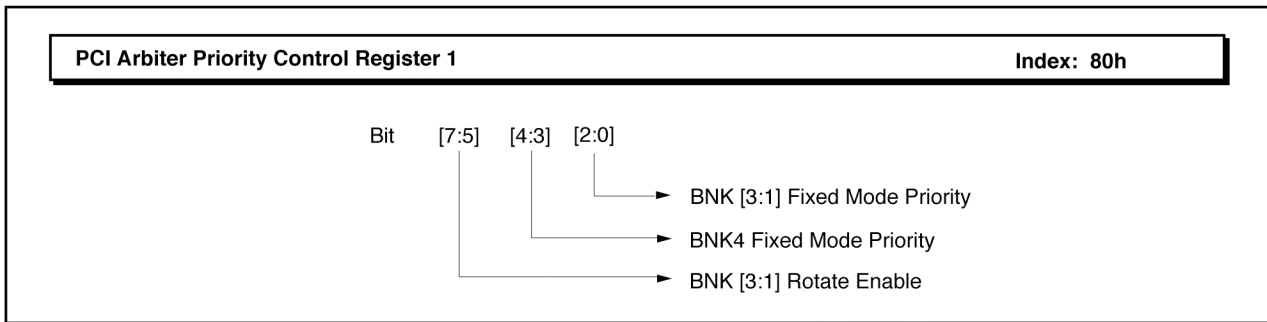 PCI Arbiter Priority Control Register 1 Index: 80h
Bit [7:5] [4:3] [2:0]
BNK [3:1] Fixed Mode Priority
BNK4 Fixed Mode Priority
BNK [3:1] Rotate Enable